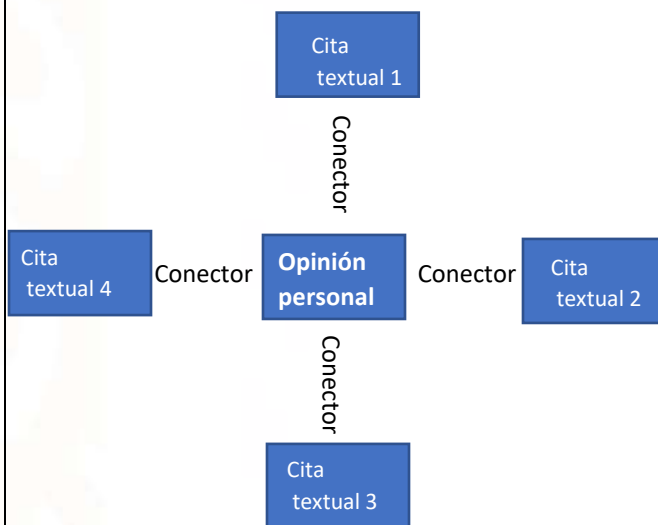 Cita
textual 1
Conector
Cita
textual 4
Conector
Opinión
personal
Conector
Cita
textual 2
Conector
Cita
textual 3